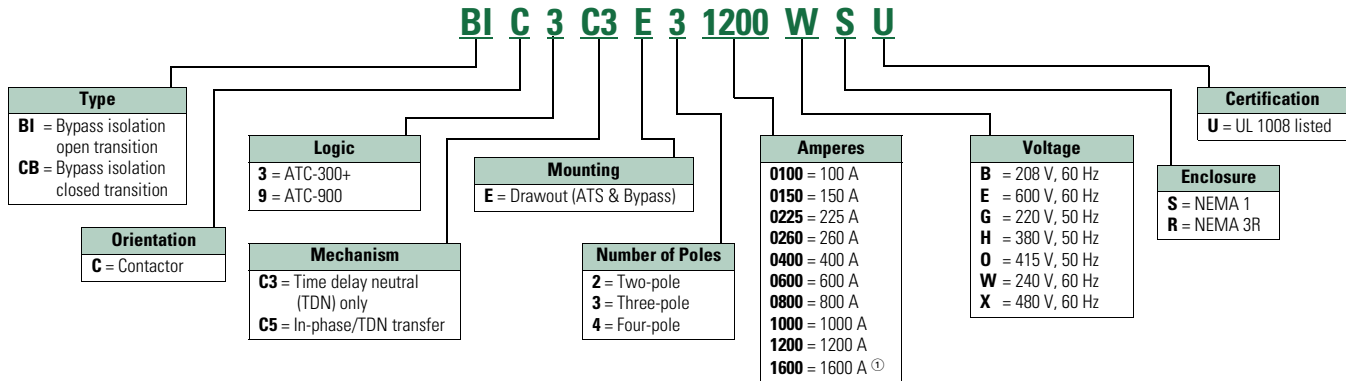 BI C 3 C3 E 3 1200 W S U
Type
BI = Bypass isolation
open transition
CB = Bypass isolation
closed transition
Orientation
C = Contactor
Logic
3 = ATC-300+
9 = ATC-900
Mechanism
C3 = Time delay neutral
(TDN) only
C5 = In-phase/TDN transfer
Mounting
E = Drawout (ATS & Bypass)
Number of Poles
2 = Two-pole
3 = Three-pole
4 = Four-pole
Amperes
0100 = 100 A
0150 = 150 A
0225 = 225 A
0260 = 260 A
0400 = 400 A
0600 = 600 A
0800 = 800 A
1000 = 1000 A
1200 = 1200 A
1600 = 1600 A ①
Voltage
B = 208 V, 60 Hz
E = 600 V, 60 Hz
G = 220 V, 50 Hz
H = 380 V, 50 Hz
O = 415 V, 50 Hz
W = 240 V, 60 Hz
X = 480 V, 60 Hz
Enclosure
S = NEMA 1
R = NEMA 3R
Certification
U = UL 1008 listed